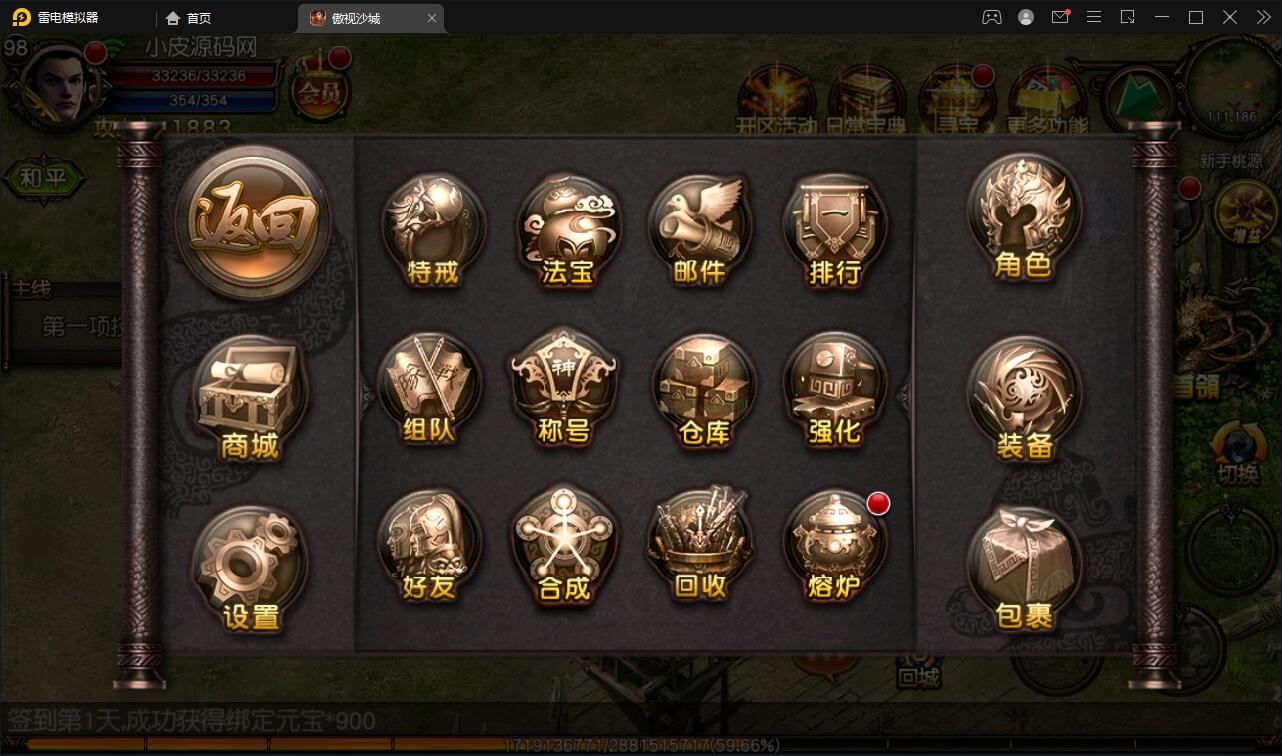 雷电模拟器
首页
傲视沙城
98
小皮源码网
33236/33236
354/354
会员
1883
开区活动
日常宝典
寻宝
更多功能
111,186
新手桃源
和平
增益
主线
第一项
返回
特戒
法宝
邮件
排行
角色
商城
组队
称号
神
仓库
强化
装备
首领
切换
设置
好友
合成
回收
熔炉
包裹
回城
签到第1天,成功获得绑定元宝*900
1719136771/2881515717(59.66%)